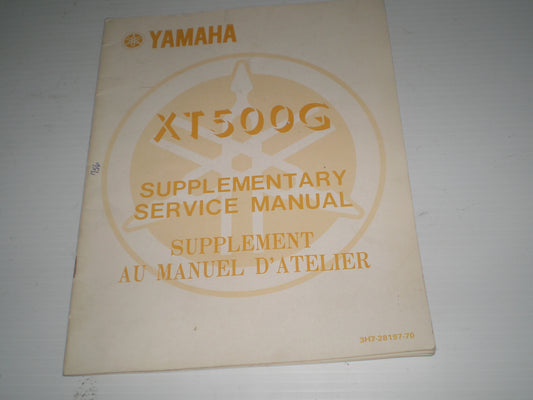 YAMAHA
XT500G
SUPPLEMENTARY
SERVICE MANUAL
SUPPLEMENT
AU MANUEL D'ATELIER
3H7-28197-70